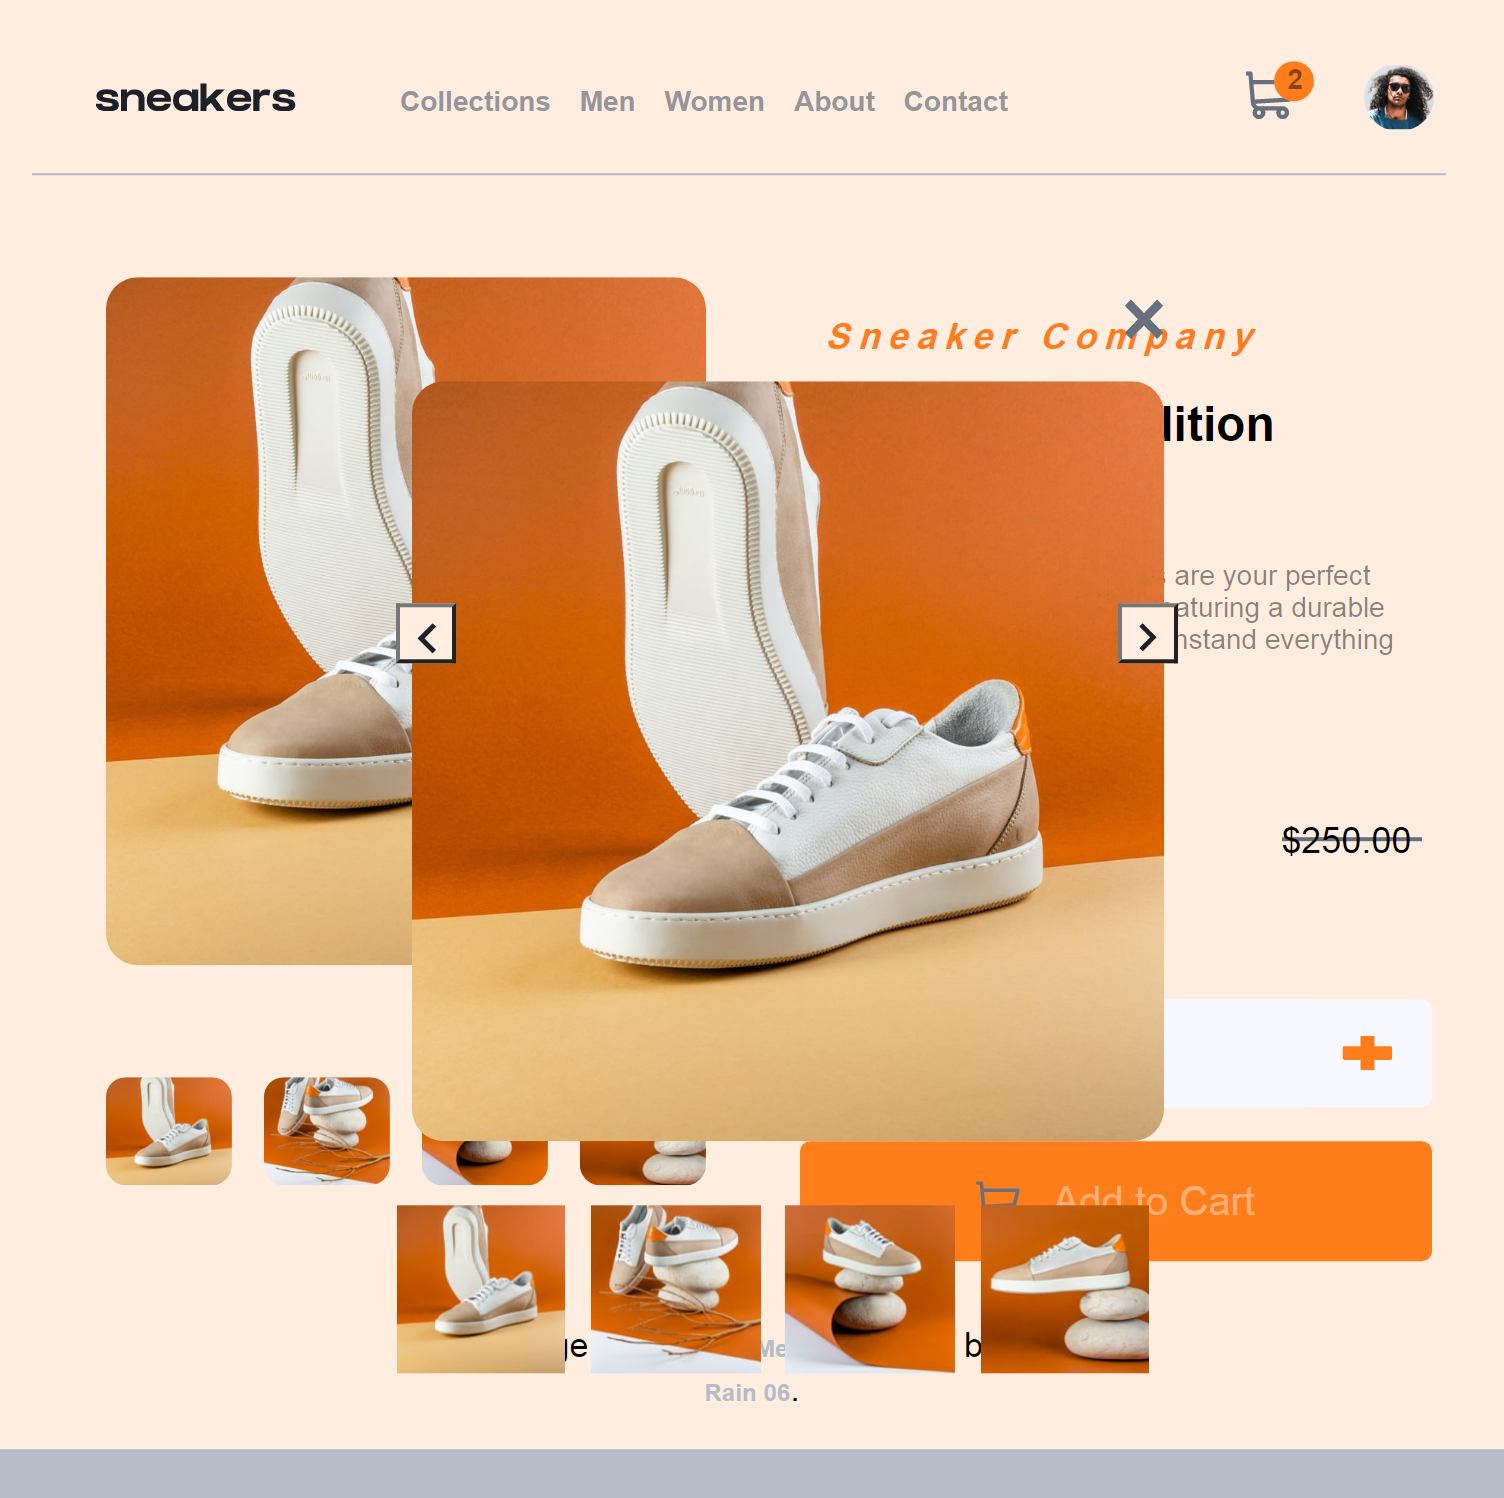 sneakers
Collections Men Women About Contact
2
Sneaker Company
dition
are your perfect
aturing a durable
nstand everything
$250.00
Add to Cart
ge Me b
Rain 06.